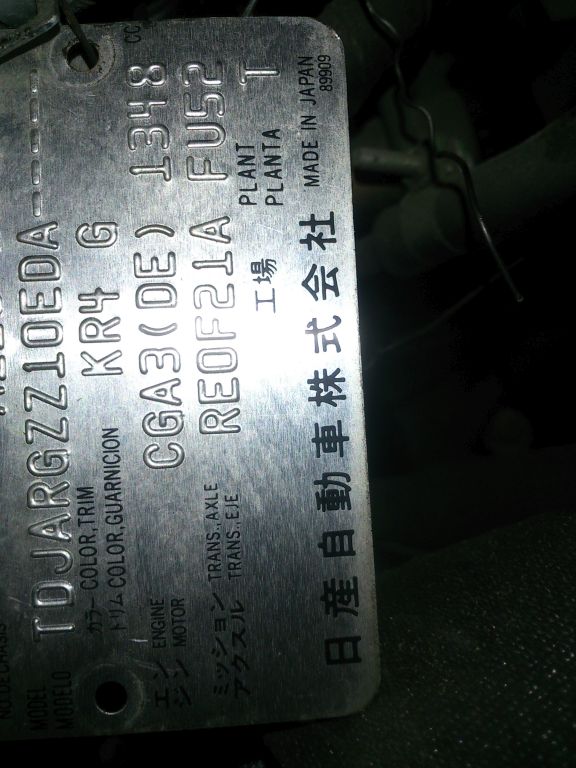 NO. DE CHASIS
MODEL
MODELO TDJARGZZ10EDA-----
カラー COLOR,TRIM
トリム COLOR,GUARNICION KR4 G
エン ENGINE
ジン MOTOR CGA3(DE) 1348 CC
ミッション TRANS.,AXLE
アクスル TRANS.,EJE RE0F21A FU52
工場 PLANT
PLANTA T
日産自動車株式会社 MADE IN JAPAN
89909